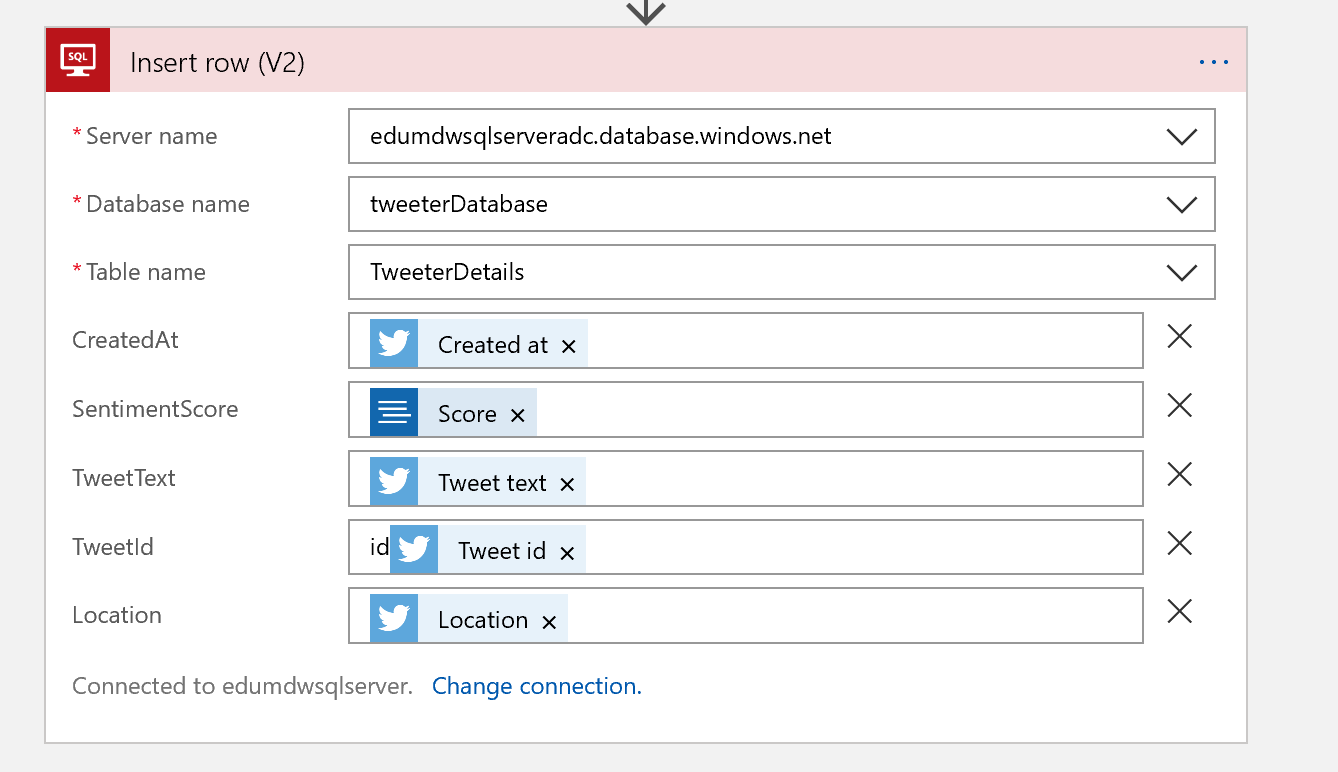 SQL Insert row (V2) ...
* Server name edumdwsqlserveradc.database.windows.net
* Database name tweeterDatabase
* Table name TweeterDetails
CreatedAt Created at ×
SentimentScore Score ×
TweetText Tweet text ×
TweetId id Tweet id ×
Location Location ×
Connected to edumdwsqlserver. Change connection.